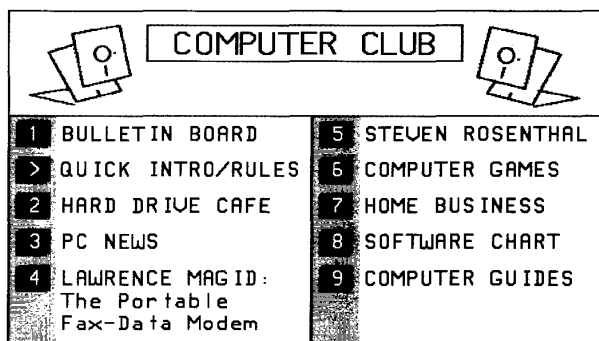 COMPUTER CLUB
1 BULLETIN BOARD
> QUICK INTRO/RULES
2 HARD DRIVE CAFE
3 PC NEWS
4 LAWRENCE MAGID:
The Portable
Fax-Data Modem
5 STEVEN ROSENTHAL
6 COMPUTER GAMES
7 HOME BUSINESS
8 SOFTWARE CHART
9 COMPUTER GUIDES